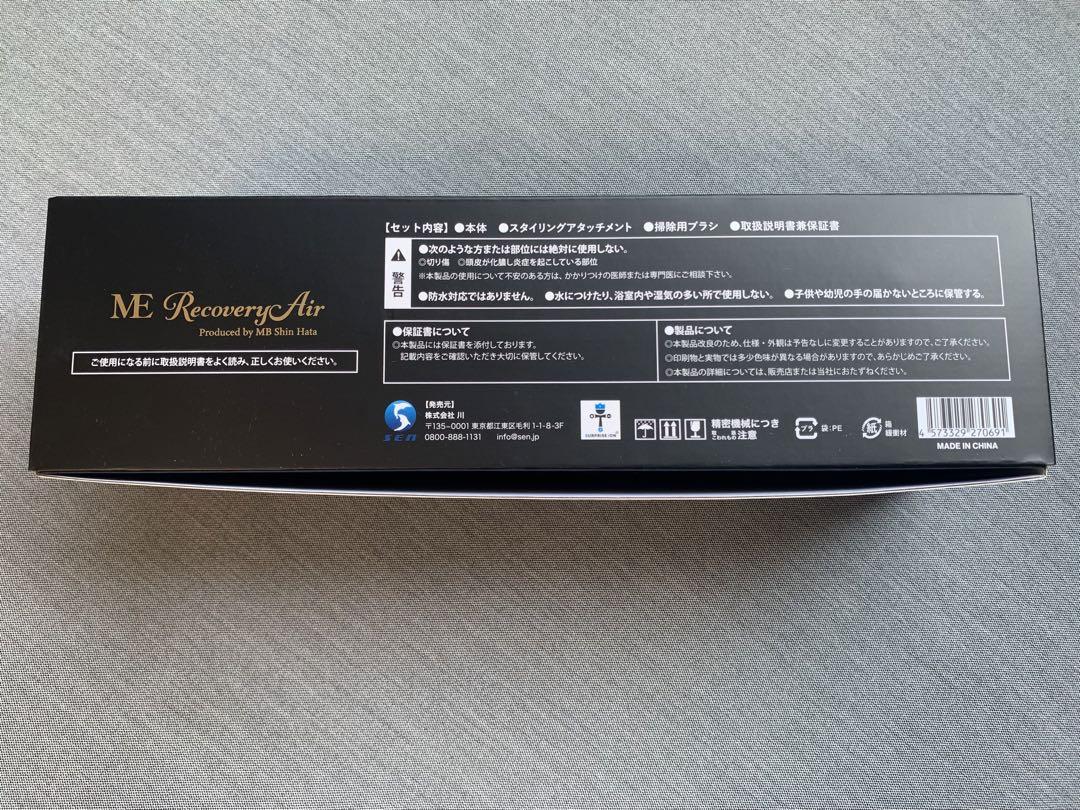 ME Recovery Air
Produced by MB Shin Hata
ご使用になる前に取扱説明書をよく読み、正しくお使いください。
【セット内容】●本体 ●スタイリングアタッチメント ●掃除用ブラシ ●取扱説明書兼保証書
警告
●次のような方または部位には絶対に使用しない。
◎切り傷 ◎頭皮が化膿し炎症を起こしている部位
※本製品の使用について不安のある方は、かかりつけの医師または専門医にご相談下さい。
●防水対応ではありません。 ●水につけたり、浴室内や湿気の多い所で使用しない。 ●子供や幼児の手の届かないところに保管する。
●保証書について
◎本製品には保証書を添付しております。
記載内容をご確認いただき大切に保管してください。
●製品について
◎本製品改良のため、仕様・外観は予告なしに変更することがありますので、ご了承ください。
◎印刷物と実物では多少色味が異なる場合がありますので、あらかじめご了承ください。
◎本製品の詳細については、販売店または当社におたずねください。
SEN
【発売元】
株式会社 川
〒135-0001 東京都江東区毛利 1-1-8-3F
0800-888-1131 info@sen.jp
SURPRISE-ON
精密機械につき
取扱注意
こわれもの
プラ 袋:PE
紙 箱
緩衝材
4 573329 270691
MADE IN CHINA